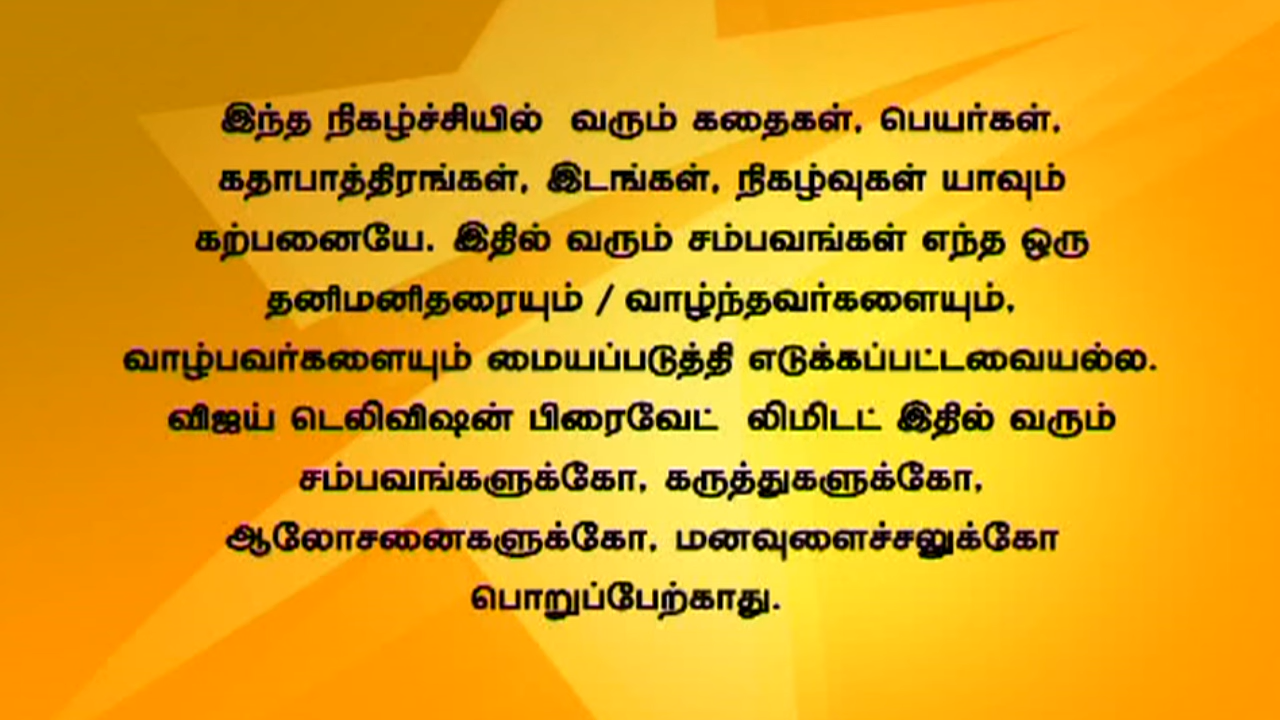 இந்த நிகழ்ச்சியில் வரும் கதைகள், பெயர்கள்,
கதாபாத்திரங்கள், இடங்கள், நிகழ்வுகள் யாவும்
கற்பனையே. இதில் வரும் சம்பவங்கள் எந்த ஒரு
தனிமனிதரையும் / வாழ்ந்தவர்களையும்,
வாழ்பவர்களையும் மையப்படுத்தி எடுக்கப்பட்டவையல்ல.
விஜய் டெலிவிஷன் பிரைவேட் லிமிடட் இதில் வரும்
சம்பவங்களுக்கோ, கருத்துகளுக்கோ,
ஆலோசனைகளுக்கோ, மனவுளைச்சலுக்கோ
பொறுப்பேற்காது.